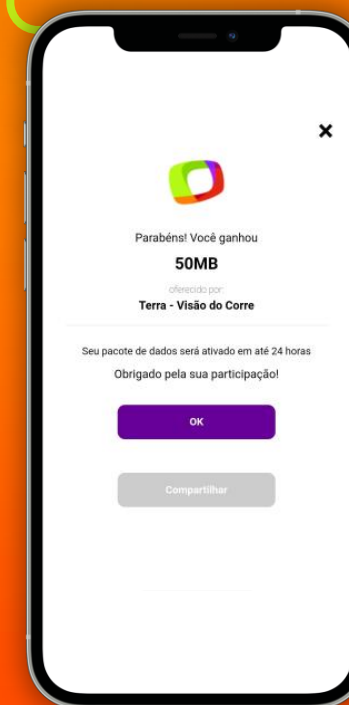 Parabéns! Você ganhou
50MB
oferecido por:
Terra - Visão do Corre
Seu pacote de dados será ativado em até 24 horas
Obrigado pela sua participação!
OK
Compartilhar